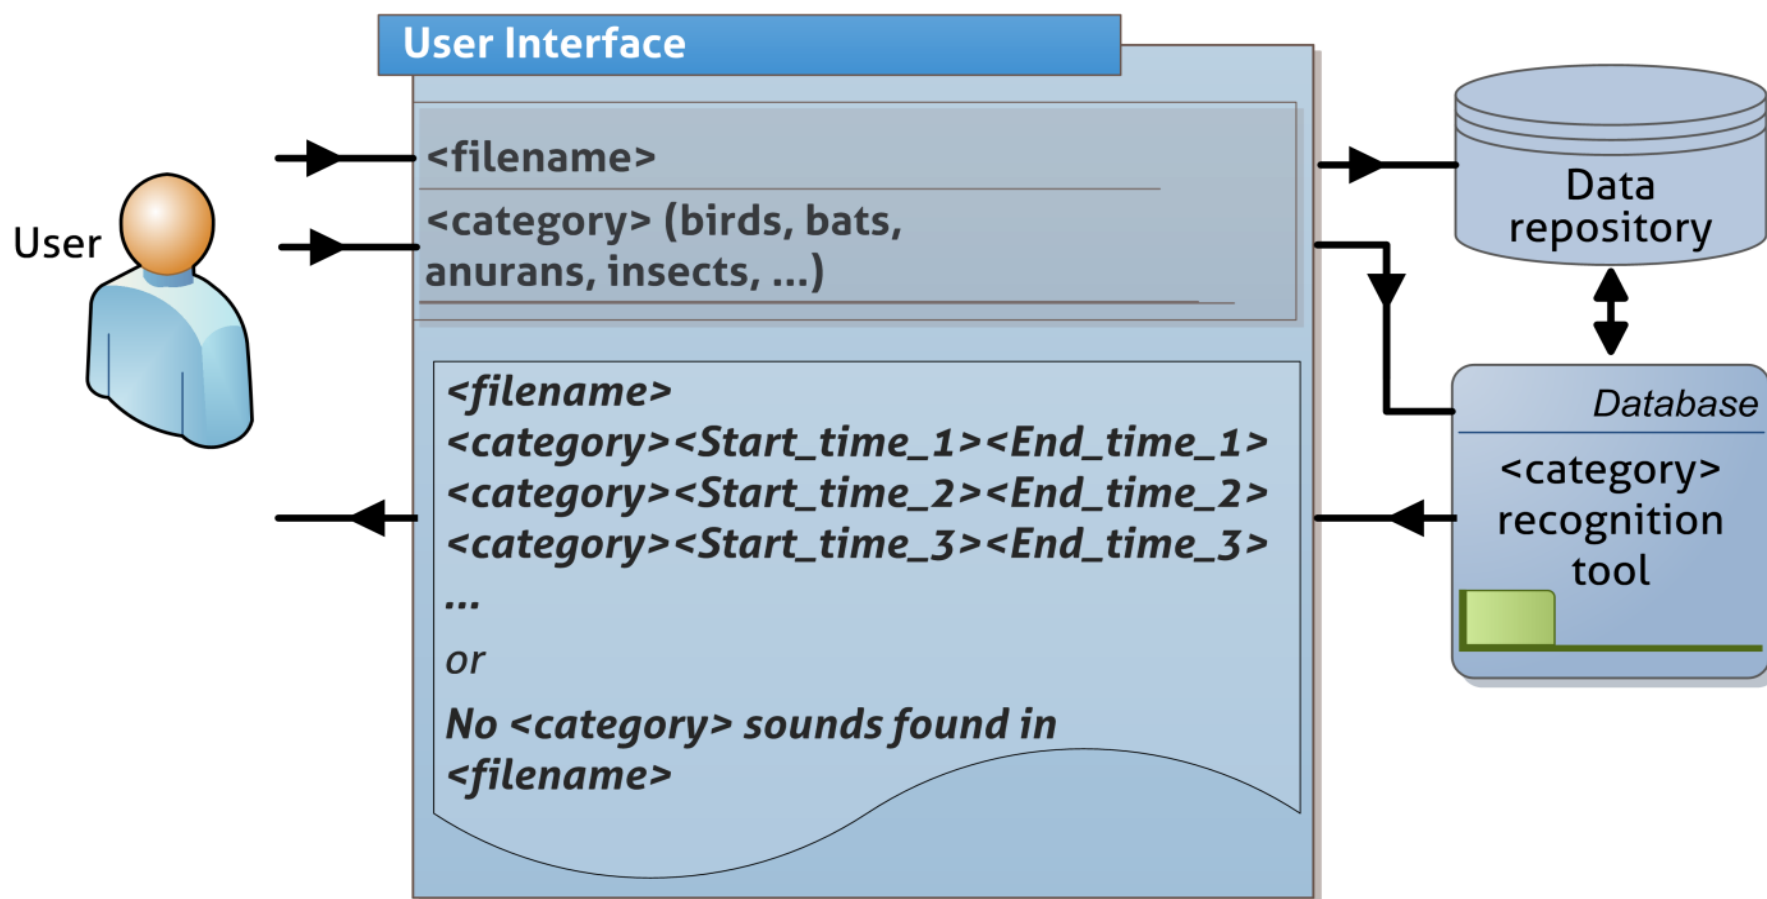 User Interface
User
<filename>
<category> (birds, bats,
anurans, insects, ...)
<filename>
<category><Start_time_1><End_time_1>
<category><Start_time_2><End_time_2>
<category><Start_time_3><End_time_3>
...
or
No <category> sounds found in
<filename>
Data
repository
Database
<category>
recognition
tool